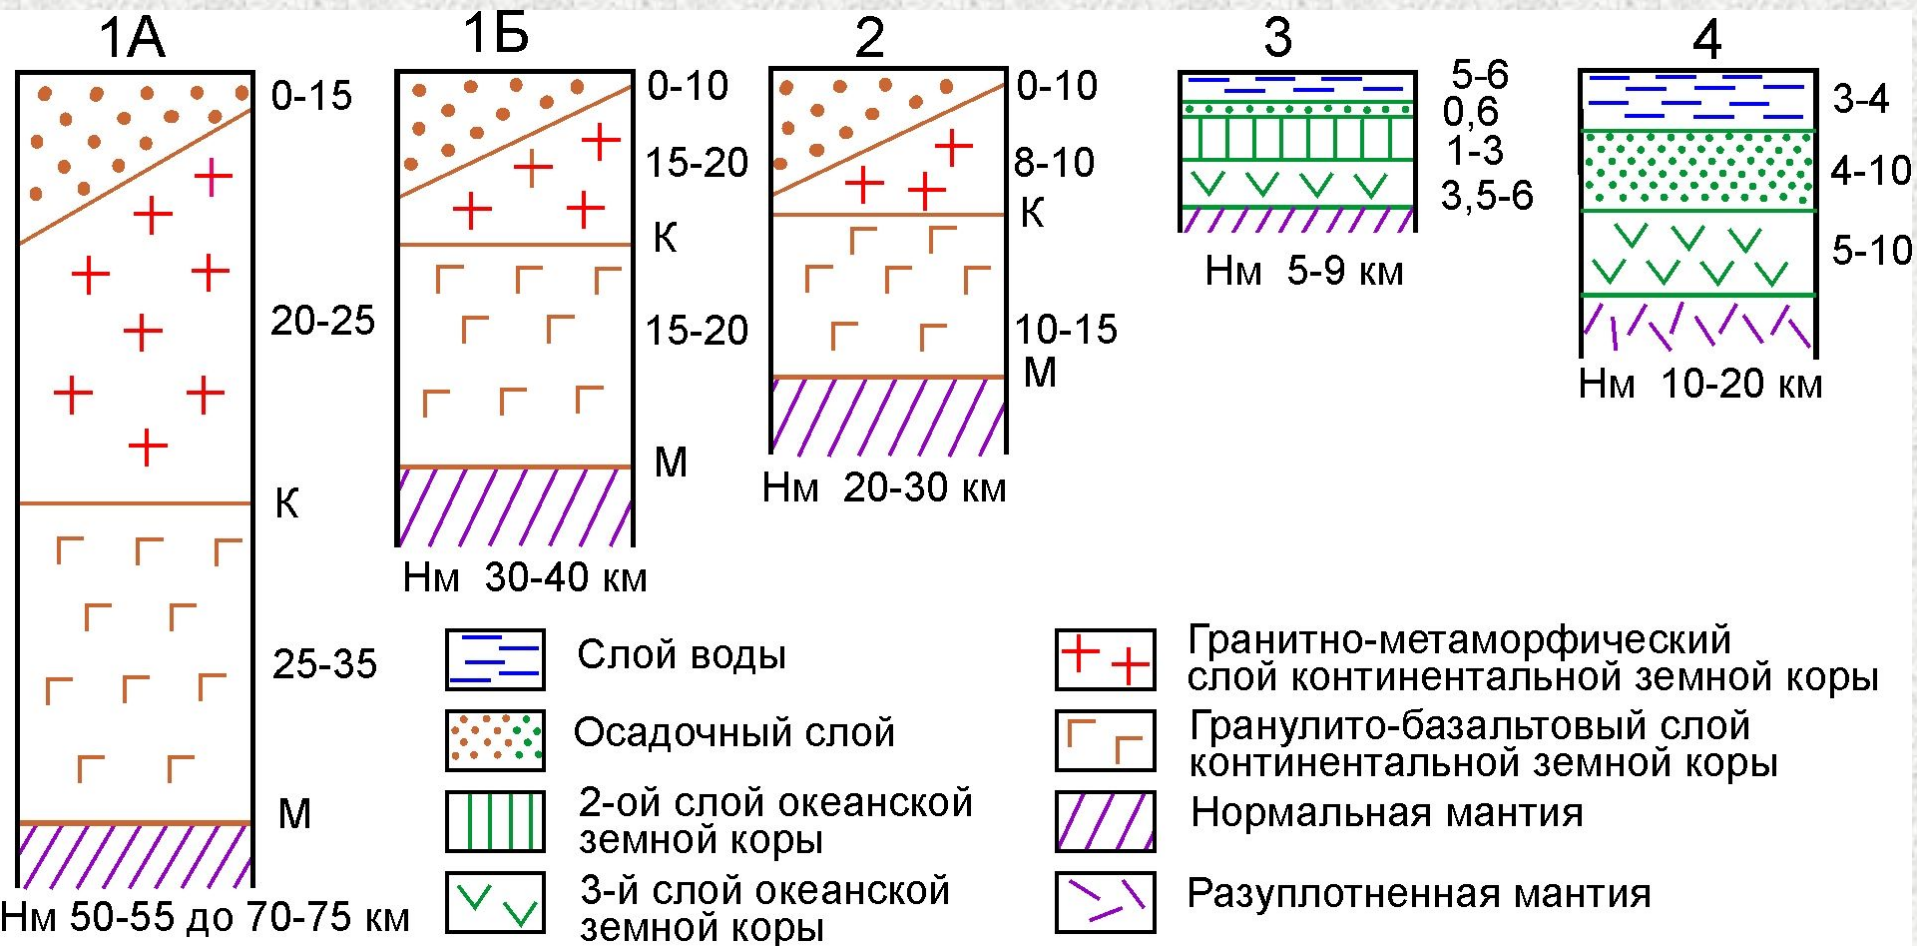 1А
0-15
20-25
К
25-35
М
Нм 50-55 до 70-75 км
1Б
0-10
15-20
К
15-20
М
Нм 30-40 км
2
0-10
8-10
К
10-15
М
Нм 20-30 км
3
5-6
0,6
1-3
3,5-6
Нм 5-9 км
4
3-4
4-10
5-10
Нм 10-20 км
Слой воды
Осадочный слой
2-ой слой океанской
земной коры
3-й слой океанской
земной коры
Гранитно-метаморфический
слой континентальной земной коры
Гранулито-базальтовый слой
континентальной земной коры
Нормальная мантия
Разуплотненная мантия